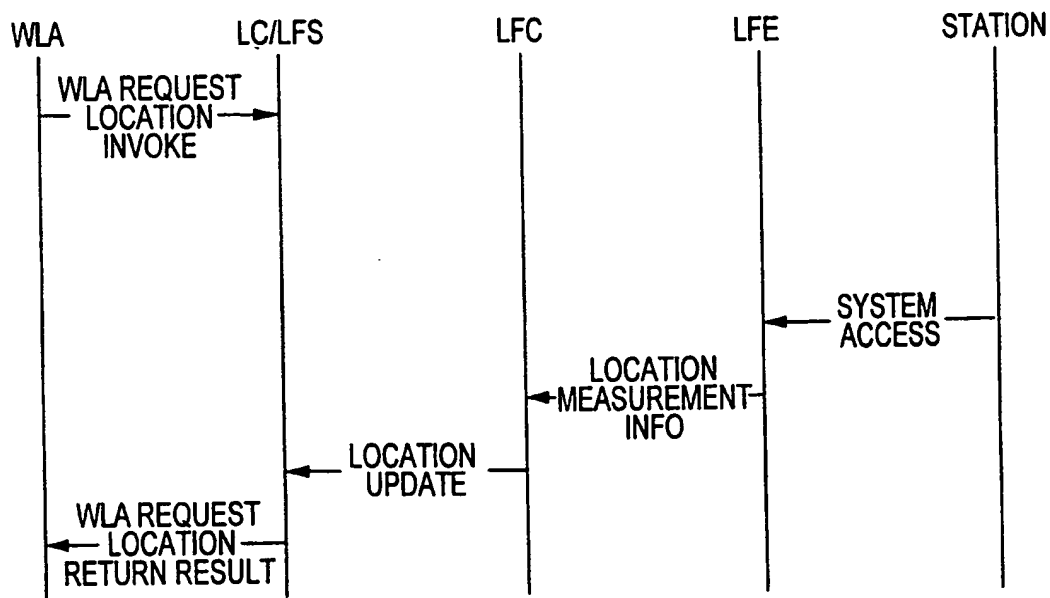 WLA LC/LFS LFC LFE STATION
WLA REQUEST
LOCATION
INVOKE
SYSTEM
ACCESS
LOCATION
MEASUREMENT
INFO
LOCATION
UPDATE
WLA REQUEST
LOCATION
RETURN RESULT